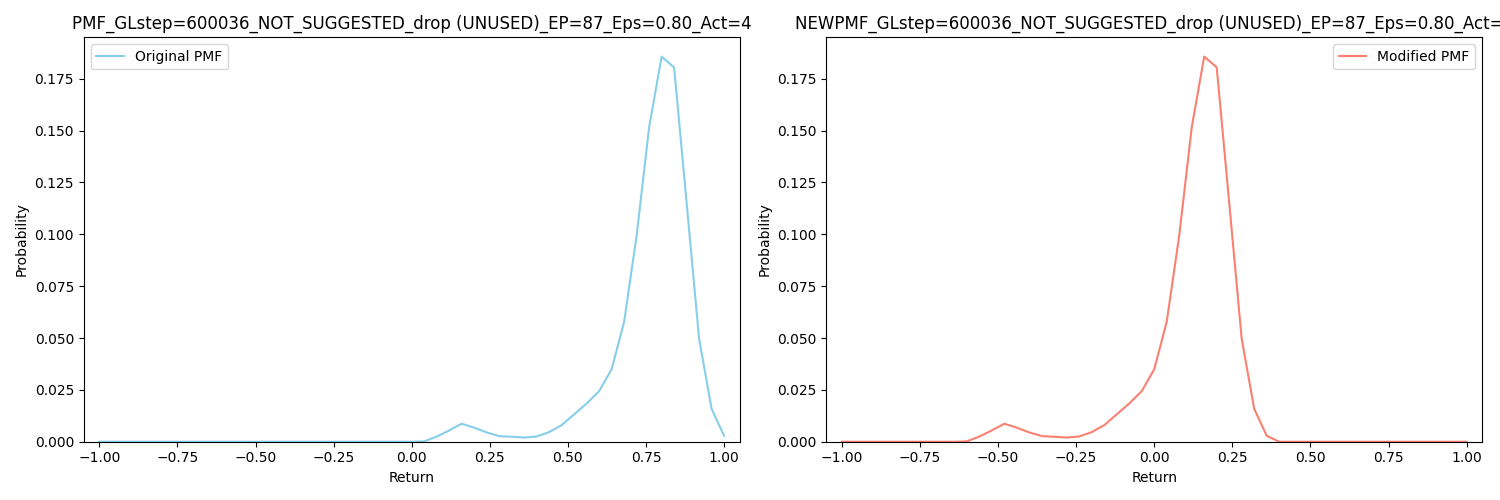 PMF_GLstep=600036_NOT_SUGGESTED_drop (UNUSED)_EP=87_Eps=0.80_Act=4
Original PMF
Probability
0.175
0.150
0.125
0.100
0.075
0.050
0.025
0.000
−1.00 −0.75 −0.50 −0.25 0.00 0.25 0.50 0.75 1.00
Return
NEWPMF_GLstep=600036_NOT_SUGGESTED_drop (UNUSED)_EP=87_Eps=0.80_Act=
Modified PMF
Probability
0.175
0.150
0.125
0.100
0.075
0.050
0.025
0.000
−1.00 −0.75 −0.50 −0.25 0.00 0.25 0.50 0.75 1.00
Return